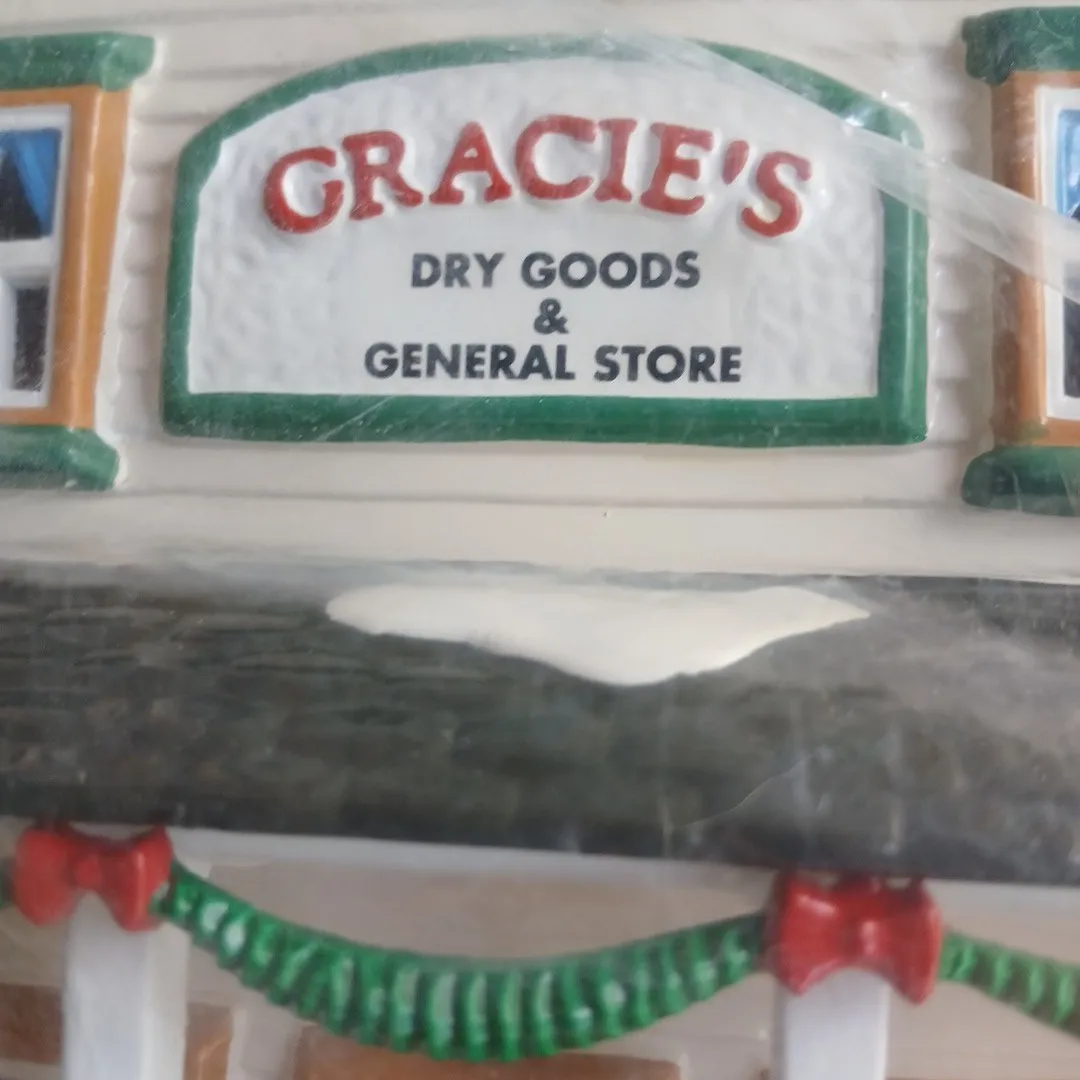 GRACIE'S
DRY GOODS
&
GENERAL STORE